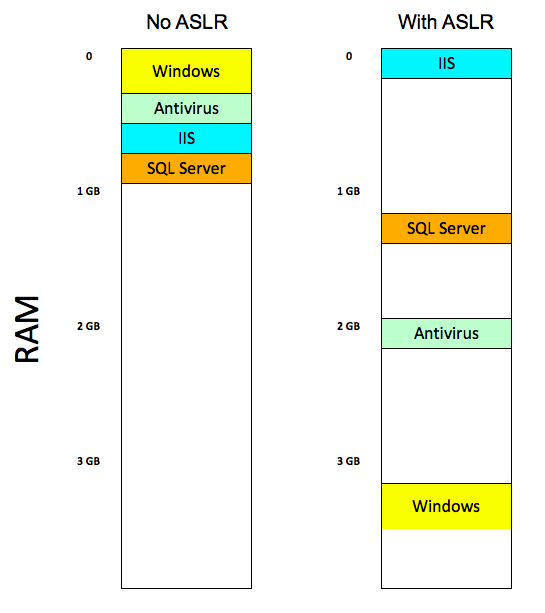 No ASLR
With ASLR
RAM
0
1 GB
2 GB
3 GB
Windows
Antivirus
IIS
SQL Server
0
1 GB
2 GB
3 GB
IIS
SQL Server
Antivirus
Windows